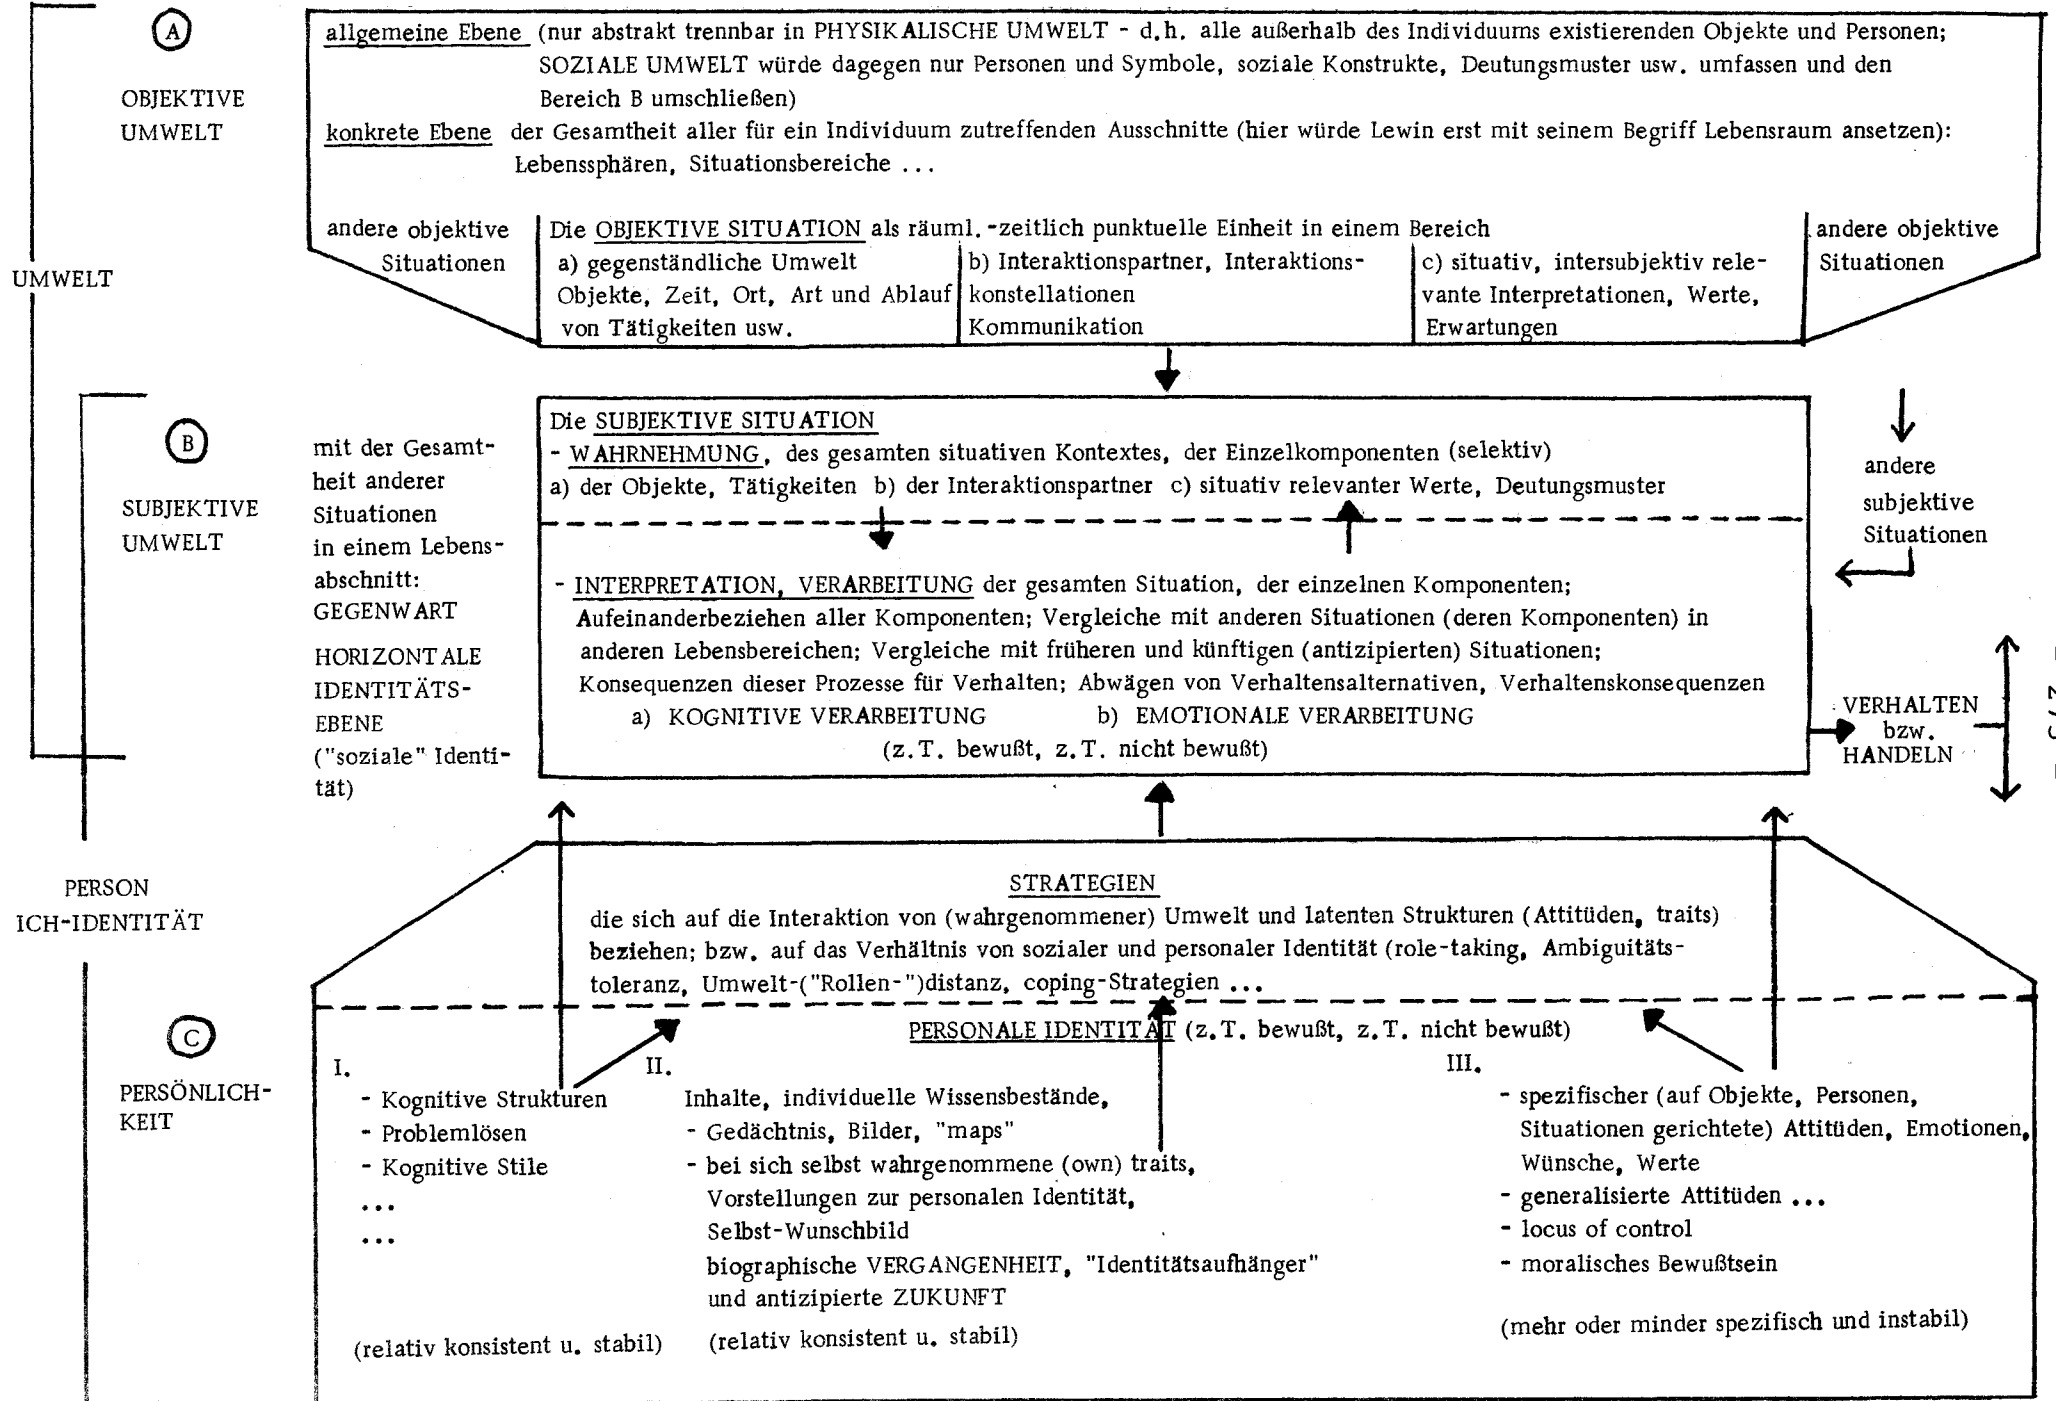 A
OBJEKTIVE
UMWELT
UMWELT
allgemeine Ebene (nur abstrakt trennbar in PHYSIKALISCHE UMWELT - d.h. alle außerhalb des Individuums existierenden Objekte und Personen;
SOZIALE UMWELT würde dagegen nur Personen und Symbole, soziale Konstrukte, Deutungsmuster usw. umfassen und den
Bereich B umschließen)
konkrete Ebene der Gesamtheit aller für ein Individuum zutreffenden Ausschnitte (hier würde Lewin erst mit seinem Begriff Lebensraum ansetzen):
Lebenssphären, Situationsbereiche ...
andere objektive
Situationen
Die OBJEKTIVE SITUATION als räuml.-zeitlich punktuelle Einheit in einem Bereich
a) gegenständliche Umwelt
Objekte, Zeit, Ort, Art und Ablauf
von Tätigkeiten usw.
b) Interaktionspartner, Interaktions-
konstellationen
Kommunikation
c) situativ, intersubjektiv rele-
vante Interpretationen, Werte,
Erwartungen
andere objektive
Situationen
B
SUBJEKTIVE
UMWELT
mit der Gesamt-
heit anderer
Situationen
in einem Lebens-
abschnitt:
GEGENWART
HORIZONTALE
IDENTITÄTS-
EBENE
("soziale" Identi-
tät)
Die SUBJEKTIVE SITUATION
- WAHRNEHMUNG, des gesamten situativen Kontextes, der Einzelkomponenten (selektiv)
a) der Objekte, Tätigkeiten b) der Interaktionspartner c) situativ relevanter Werte, Deutungsmuster
- INTERPRETATION, VERARBEITUNG der gesamten Situation, der einzelnen Komponenten;
Aufeinanderbeziehen aller Komponenten; Vergleiche mit anderen Situationen (deren Komponenten) in
anderen Lebensbereichen; Vergleiche mit früheren und künftigen (antizipierten) Situationen;
Konsequenzen dieser Prozesse für Verhalten; Abwägen von Verhaltensalternativen, Verhaltenskonsequenzen
a) KOGNITIVE VERARBEITUNG b) EMOTIONALE VERARBEITUNG
(z.T. bewußt, z.T. nicht bewußt)
andere
subjektive
Situationen
VERHALTEN
bzw.
HANDELN
PERSON
ICH-IDENTITÄT
STRATEGIEN
die sich auf die Interaktion von (wahrgenommener) Umwelt und latenten Strukturen (Attitüden, traits)
beziehen; bzw. auf das Verhältnis von sozialer und personaler Identität (role-taking, Ambiguitäts-
toleranz, Umwelt-("Rollen-")distanz, coping-Strategien ...
C
PERSÖNLICH-
KEIT
PERSONALE IDENTITÄT (z.T. bewußt, z.T. nicht bewußt)
I.
- Kognitive Strukturen
- Problemlösen
- Kognitive Stile
...
...
(relativ konsistent u. stabil)
II.
Inhalte, individuelle Wissensbestände,
- Gedächtnis, Bilder, "maps"
- bei sich selbst wahrgenommene (own) traits,
Vorstellungen zur personalen Identität,
Selbst-Wunschbild
biographische VERGANGENHEIT, "Identitätsaufhänger"
und antizipierte ZUKUNFT
(relativ konsistent u. stabil)
III.
- spezifischer (auf Objekte, Personen,
Situationen gerichtete) Attitüden, Emotionen,
Wünsche, Werte
- generalisierte Attitüden ...
- locus of control
- moralisches Bewußtsein
(mehr oder minder spezifisch und instabil)